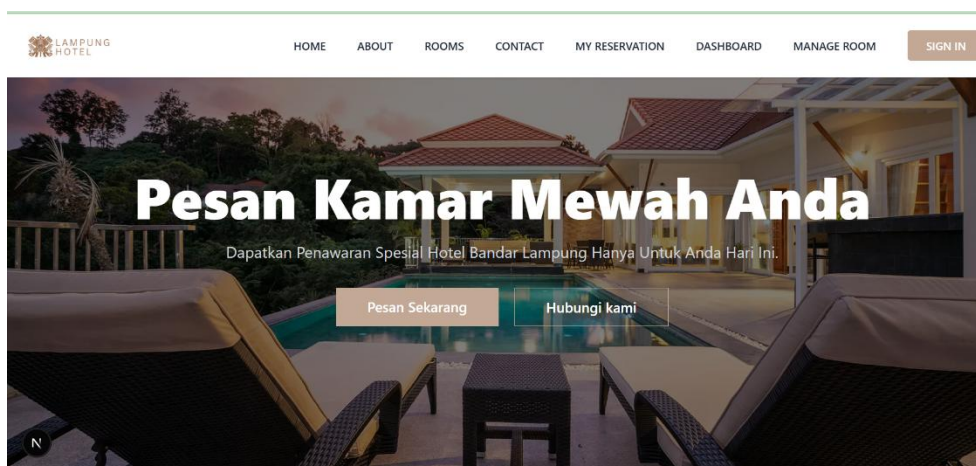 LAMPUNG
HOTEL
HOME ABOUT ROOMS CONTACT MY RESERVATION DASHBOARD MANAGE ROOM SIGN IN
Pesan Kamar Mewah Anda
Dapatkan Penawaran Spesial Hotel Bandar Lampung Hanya Untuk Anda Hari Ini.
Pesan Sekarang Hubungi kami
N